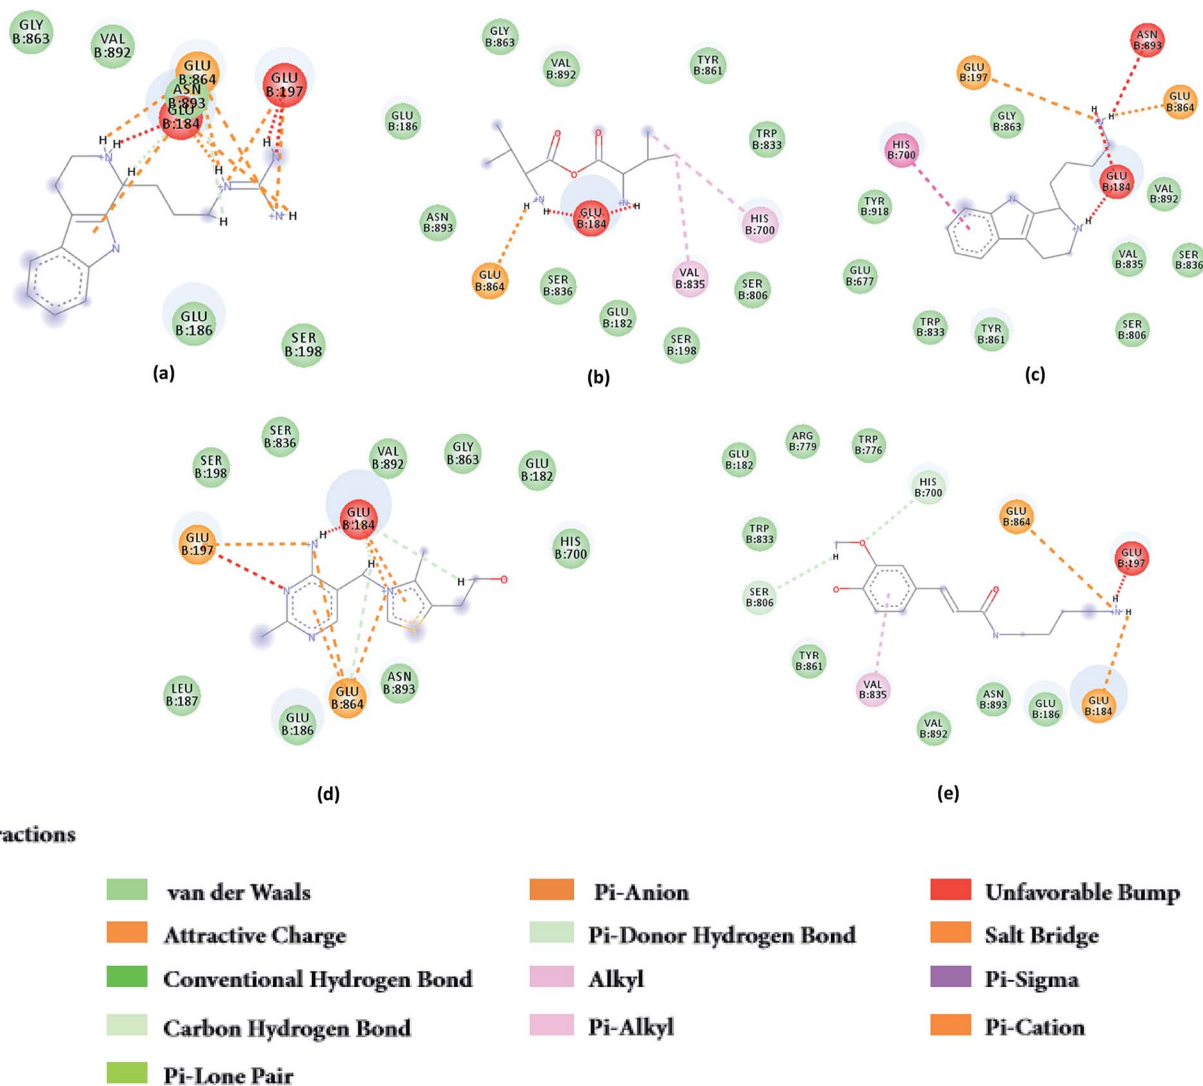 GLY
B:863
VAL
B:892
GLU
B:864
ASN
B:893
GLU
B:184
GLU
B:197
H
H
N
H
H
H
N
N
N
H
N
H
GLU
B:186
SER
B:198
(a)
GLY
B:863
VAL
B:892
TYR
B:861
GLU
B:186
TRP
B:833
O
O
O
ASN
B:893
N
H
H
GLU
B:184
N
H
HIS
B:700
GLU
B:864
SER
B:836
VAL
B:835
SER
B:806
GLU
B:182
SER
B:198
(b)
ASN
B:893
GLU
B:197
GLU
B:864
H
N
H
GLY
B:863
HIS
B:700
GLU
B:184
VAL
B:892
TYR
B:918
N
N
H
VAL
B:835
SER
B:836
GLU
B:677
TRP
B:833
TYR
B:861
SER
B:806
(c)
SER
B:836
SER
B:198
VAL
B:892
GLY
B:863
GLU
B:182
GLU
B:184
GLU
B:197
H
N
HIS
B:700
H
H
O
N
N
N
S
LEU
B:187
GLU
B:186
GLU
B:864
ASN
B:893
(d)
GLU
B:182
ARG
B:779
TRP
B:776
HIS
B:700
GLU
B:864
TRP
B:833
GLU
B:197
H
O
SER
B:806
O
O
H
N
H
N
TYR
B:861
VAL
B:835
VAL
B:892
ASN
B:893
GLU
B:186
GLU
B:184
(e)
ractions
van der Waals
Pi-Anion
Unfavorable Bump
Attractive Charge
Pi-Donor Hydrogen Bond
Salt Bridge
Conventional Hydrogen Bond
Alkyl
Pi-Sigma
Carbon Hydrogen Bond
Pi-Alkyl
Pi-Cation
Pi-Lone Pair